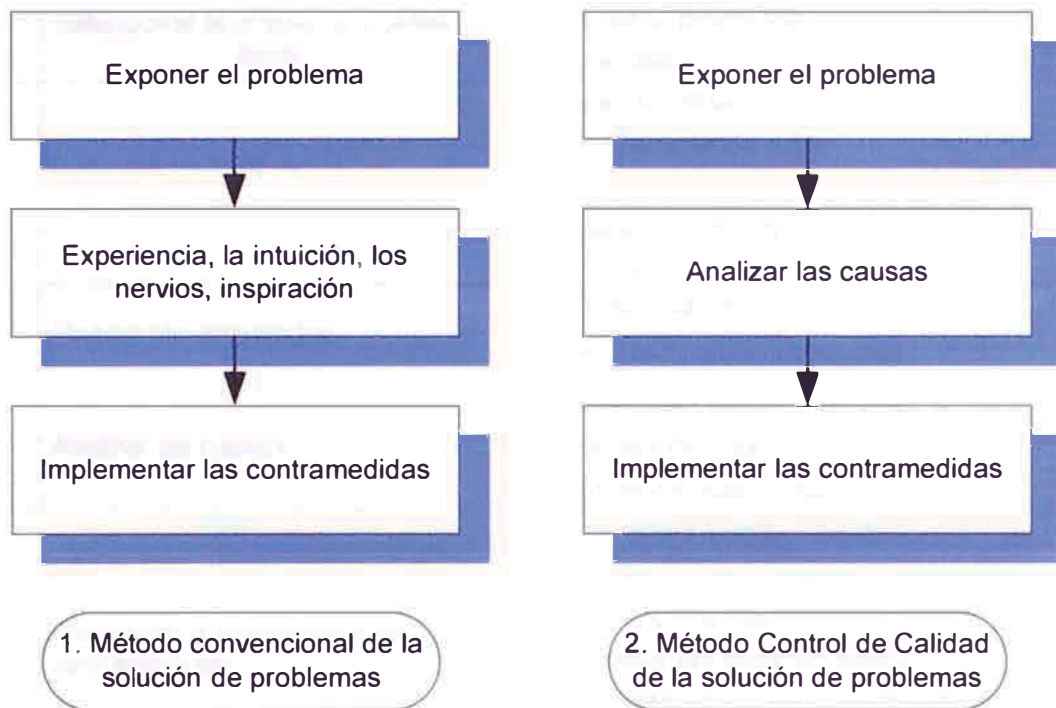 Exponer el problema
Experiencia, la intuición, los
nervios, inspiración
Implementar las contramedidas
1. Método convencional de la
solución de problemas
Exponer el problema
Analizar las causas
Implementar las contramedidas
2. Método Control de Calidad
de la solución de problemas